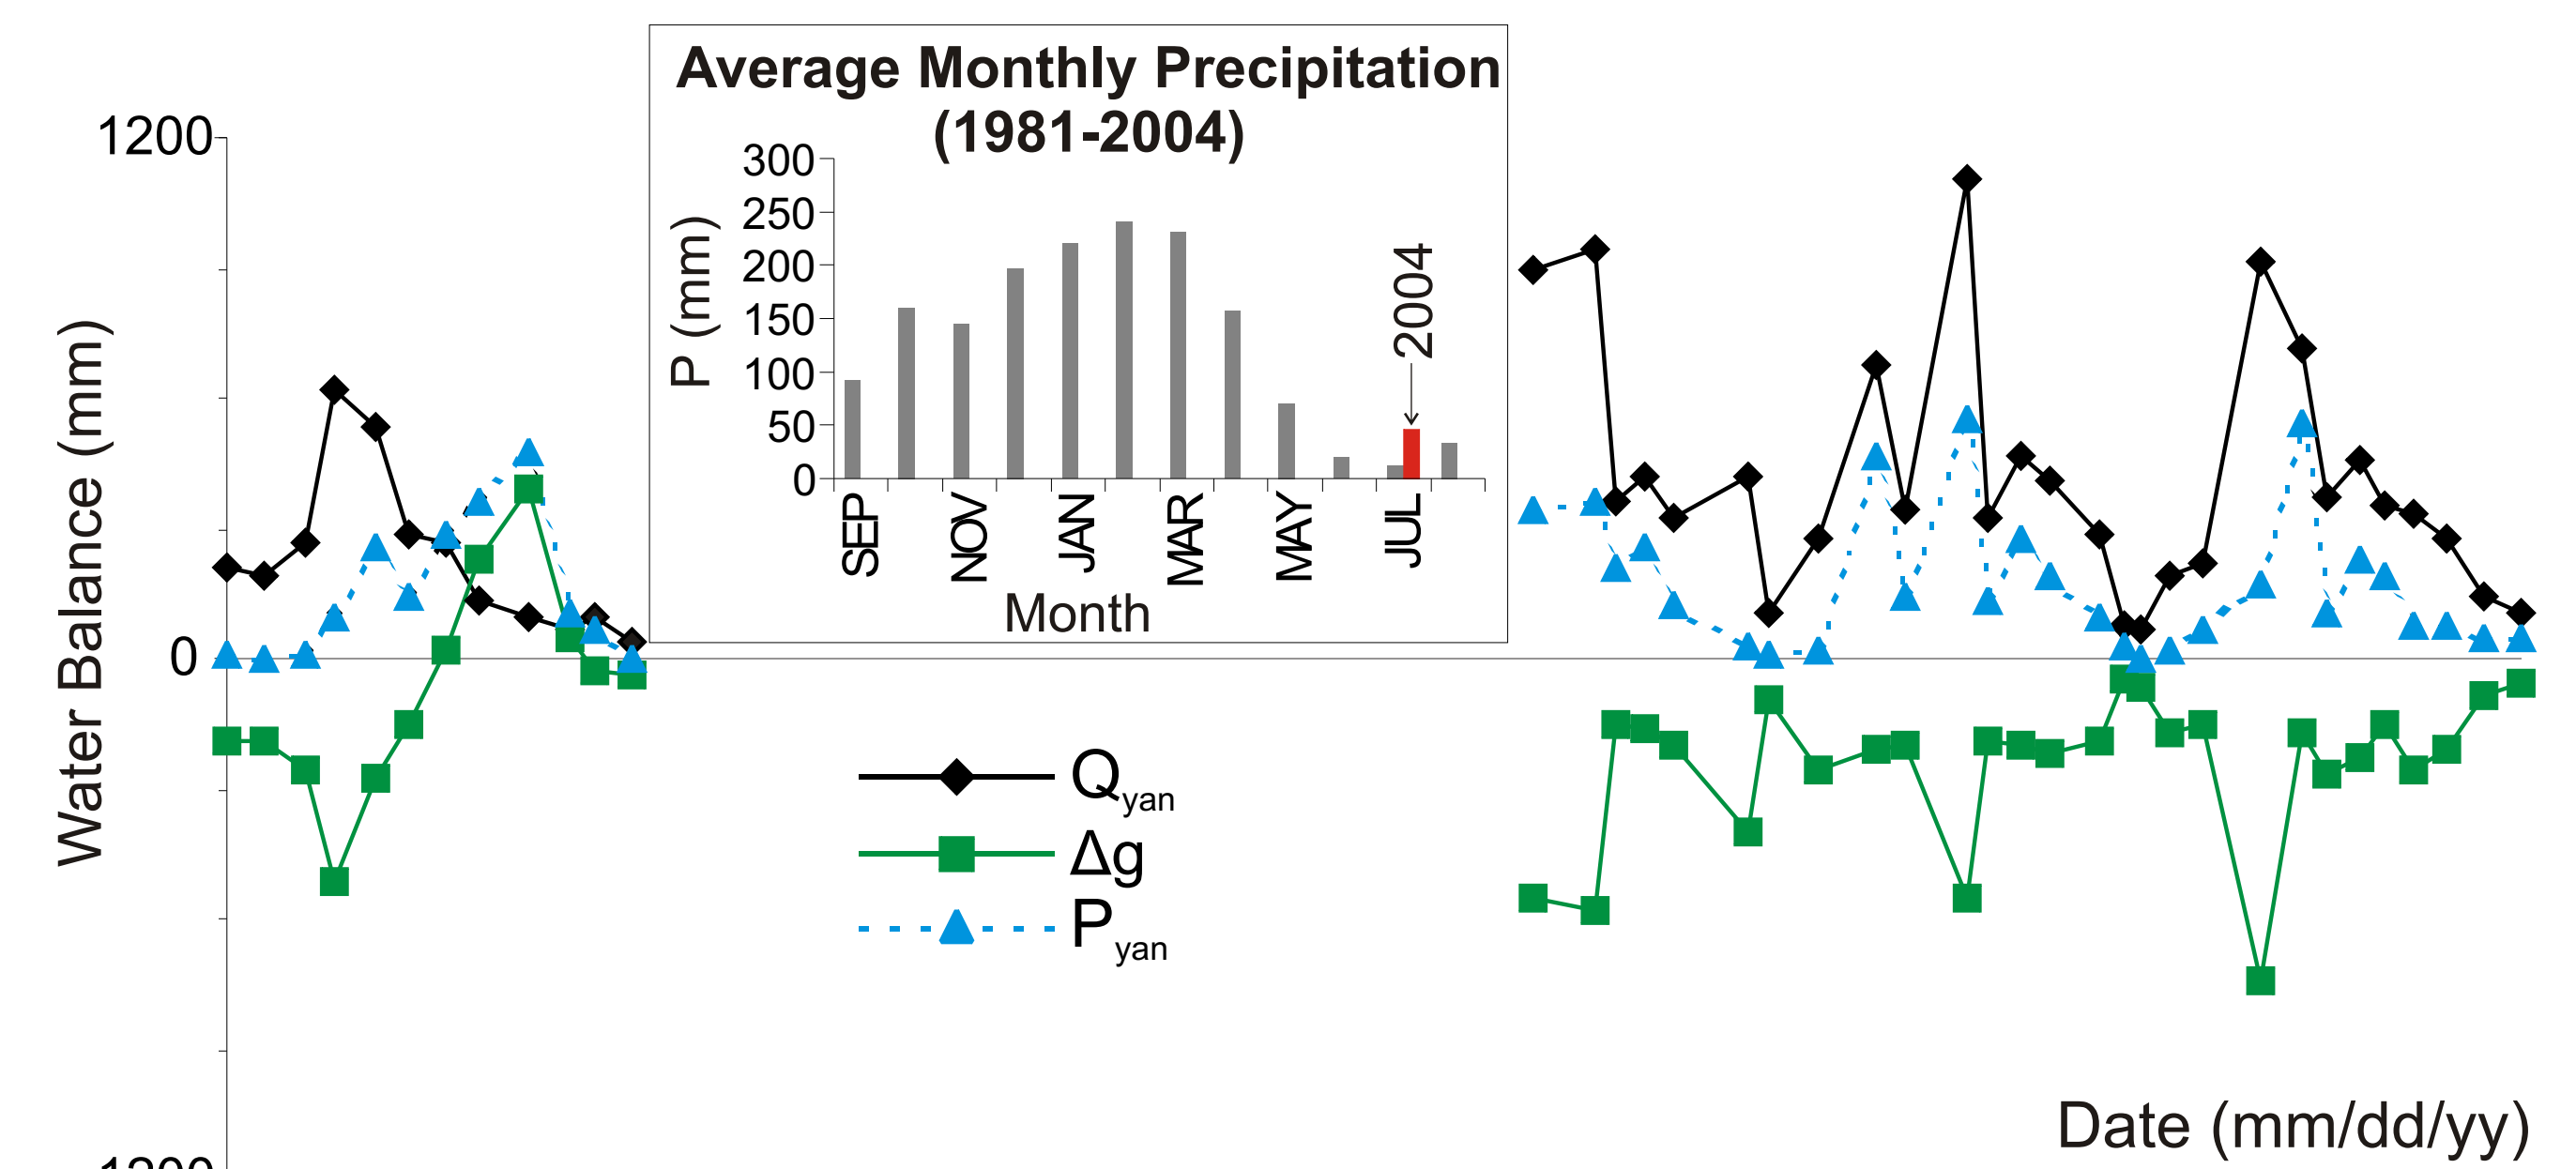 Average Monthly Precipitation
(1981-2004)
1200
300
250
200
150
100
50
0
P (mm)
2004
SEP
NOV
JAN
MAR
MAY
JUL
Month
Water Balance (mm)
0
Qyan
Δg
Pyan
Date (mm/dd/yy)